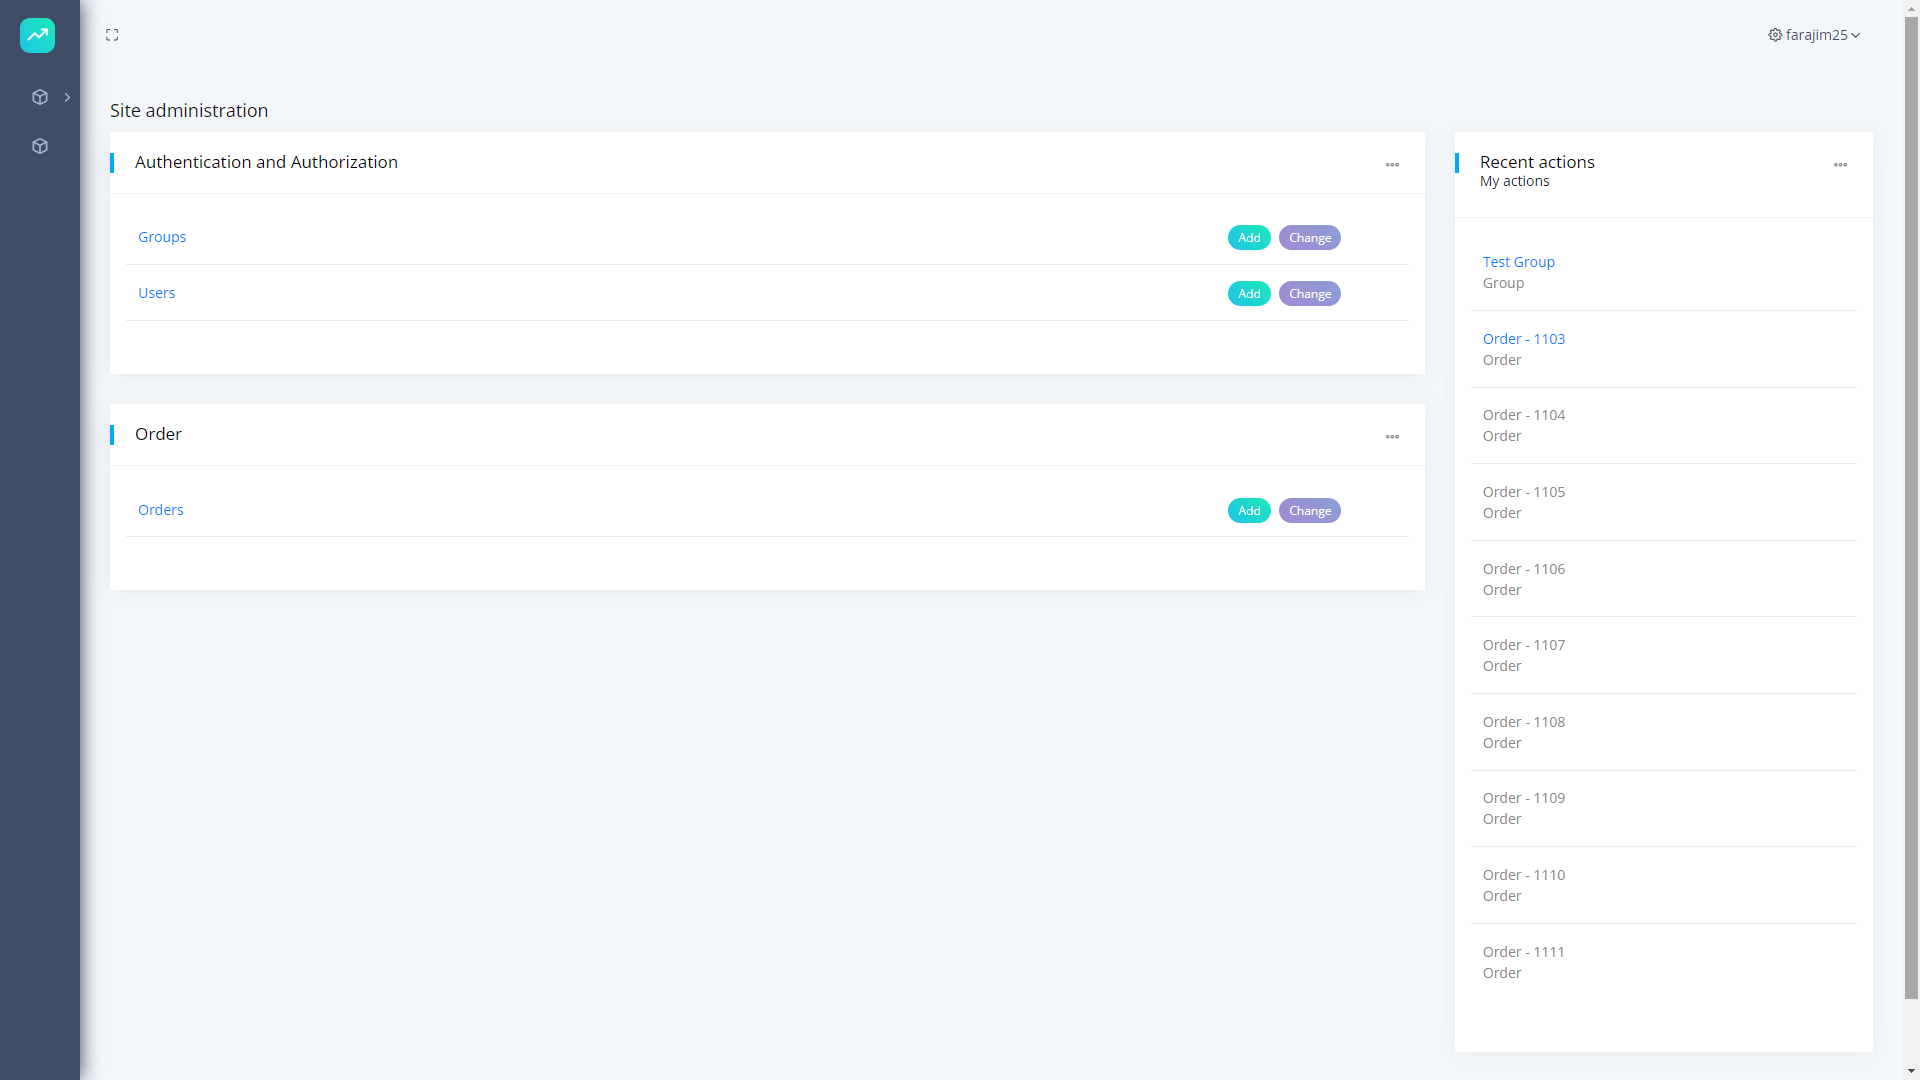 farajim25
Site administration
Authentication and Authorization
Groups
Add
Change
Users
Add
Change
Order
Orders
Add
Change
Recent actions
My actions
Test Group
Group
Order - 1103
Order
Order - 1104
Order
Order - 1105
Order
Order - 1106
Order
Order - 1107
Order
Order - 1108
Order
Order - 1109
Order
Order - 1110
Order
Order - 1111
Order